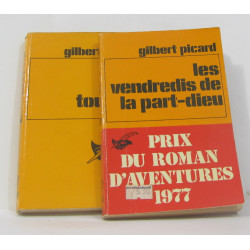 gilbert
tou
gilbert picard
les
vendredis de
la part-dieu
PRIX
DU ROMAN
D'AVENTURES
1977